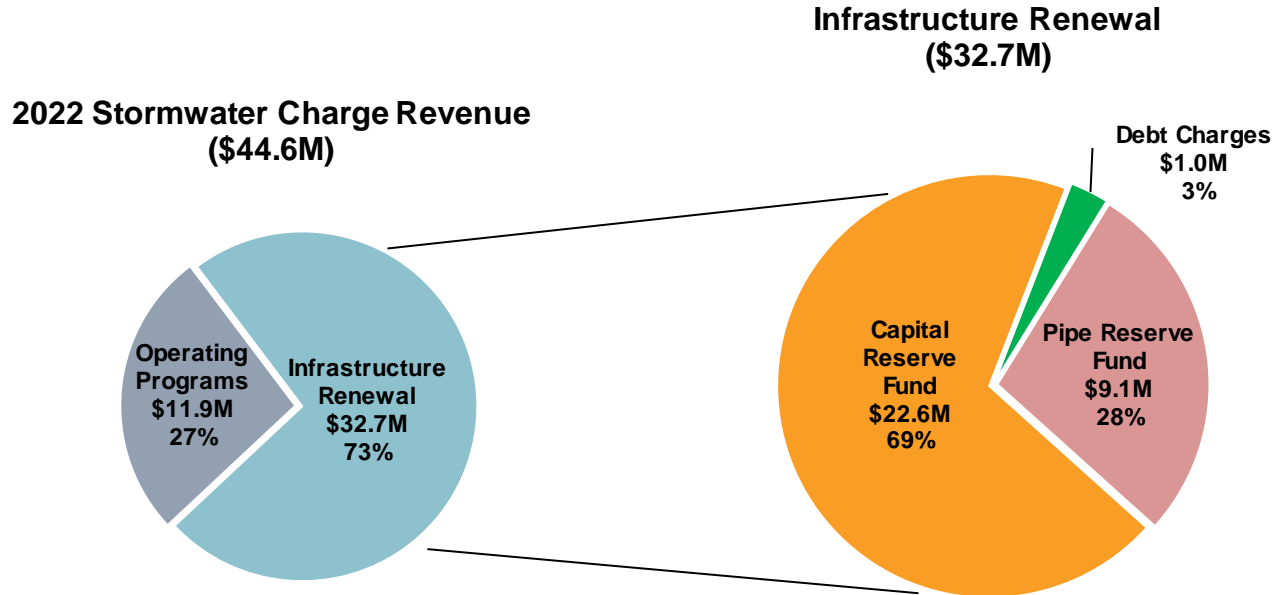 2022 Stormwater Charge Revenue
($44.6M)
Operating
Programs
$11.9M
27%
Infrastructure
Renewal
$32.7M
73%
Infrastructure Renewal
($32.7M)
Debt Charges
$1.0M
3%
Capital
Reserve
Fund
$22.6M
69%
Pipe Reserve
Fund
$9.1M
28%